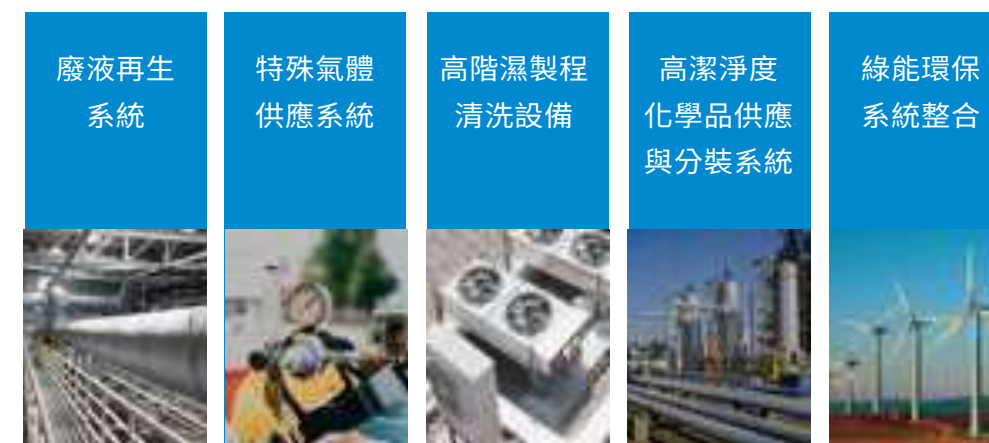 廢液再生
系統
特殊氣體
供應系統
高階濕製程
清洗設備
高潔淨度
化學品供應
與分裝系統
綠能環保
系統整合